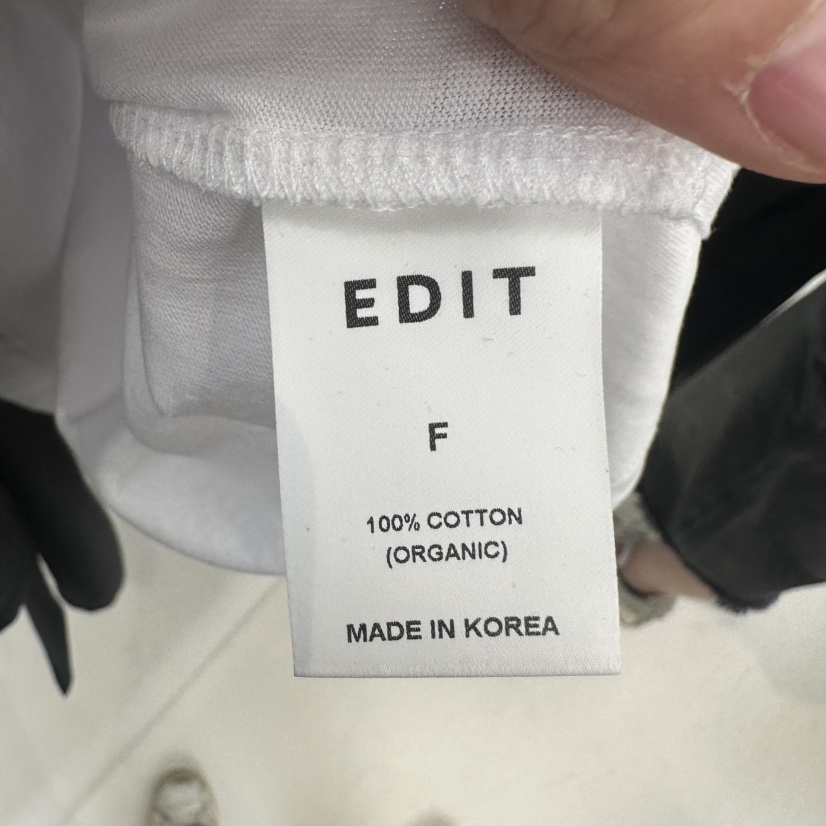 EDIT
F
100% COTTON
(ORGANIC)
MADE IN KOREA